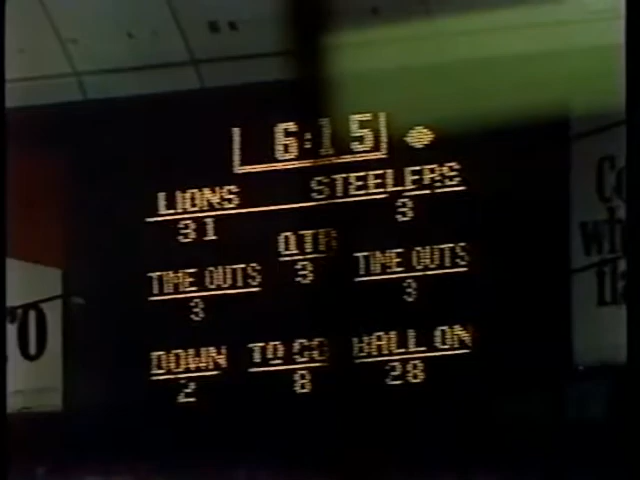 6:15
LIONS STEELERS
31 3
QTR
3
TIME OUTS TIME OUTS
3 3
DOWN TO GO BALL ON
2 8 28